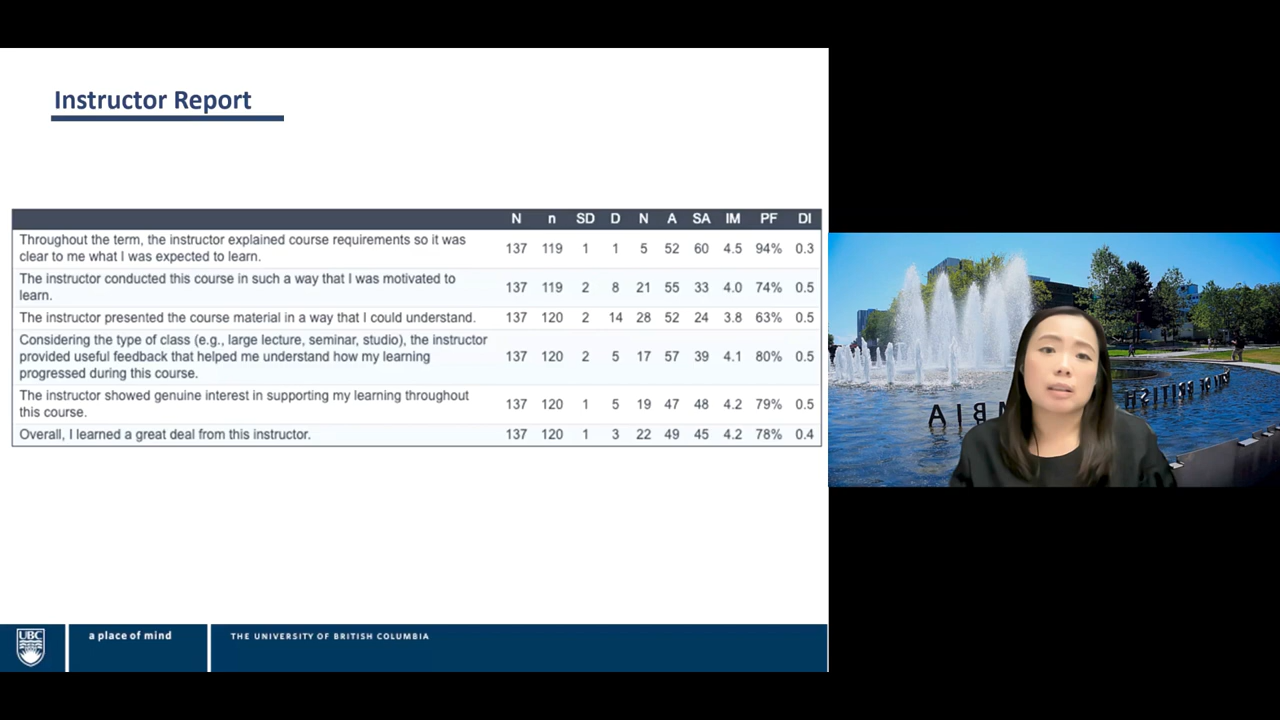 Instructor Report
N n SD D N A SA IM PF DI
Throughout the term, the instructor explained course requirements so it was
clear to me what I was expected to learn.
137 119 1 1 5 52 60 4.5 94% 0.3
The instructor conducted this course in such a way that I was motivated to
learn.
137 119 2 8 21 55 33 4.0 74% 0.5
The instructor presented the course material in a way that I could understand. 137 120 2 14 28 52 24 3.8 63% 0.5
Considering the type of class (e.g., large lecture, seminar, studio), the instructor
provided useful feedback that helped me understand how my learning
progressed during this course.
137 120 2 5 17 57 39 4.1 80% 0.5
The instructor showed genuine interest in supporting my learning throughout
this course.
137 120 1 5 19 47 48 4.2 79% 0.5
Overall, I learned a great deal from this instructor. 137 120 1 3 22 49 45 4.2 78% 0.4
UBC
a place of mind
THE UNIVERSITY OF BRITISH COLUMBIA